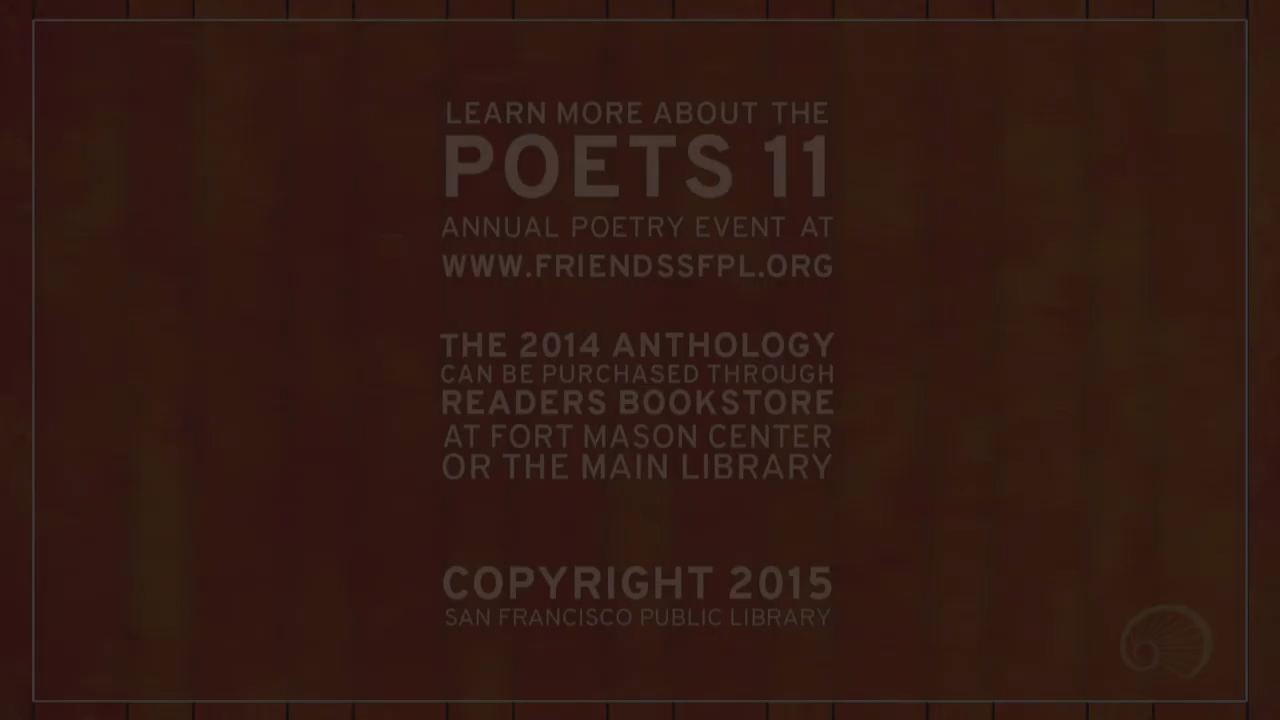 LEARN MORE ABOUT THE
POETS 11
ANNUAL POETRY EVENT AT
WWW.FRIENDSSFPL.ORG
THE 2014 ANTHOLOGY
CAN BE PURCHASED THROUGH
READERS BOOKSTORE
AT FORT MASON CENTER
OR THE MAIN LIBRARY
COPYRIGHT 2015
SAN FRANCISCO PUBLIC LIBRARY